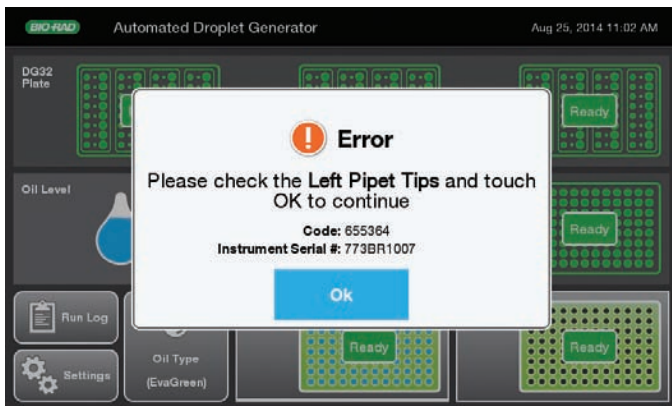 BIO-RAD Automated Droplet Generator Aug 25, 2014 11:02 AM
DG32
Plate
Ready
Error
Please check the Left Pipet Tips and touch
OK to continue
Code: 655364
Instrument Serial #: 773BR1007
Ok
Oil Level
Ready
Run Log
Settings
Oil Type
(EvaGreen)
Ready
Ready